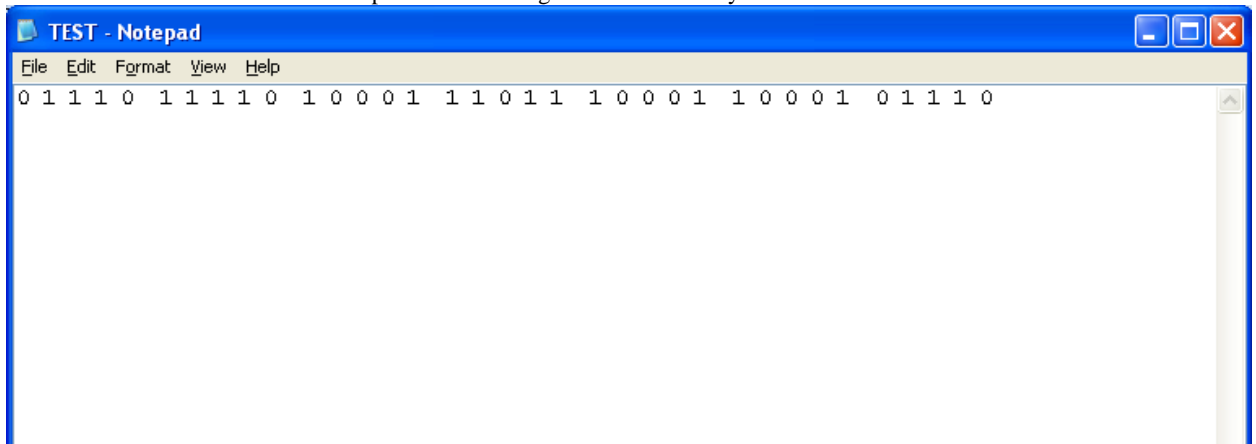 TEST - Notepad
File Edit Format View Help
0 1 1 1 0 1 1 1 1 0 1 0 0 0 1 1 1 0 1 1 1 0 0 0 1 1 0 0 0 1 0 1 1 1 0